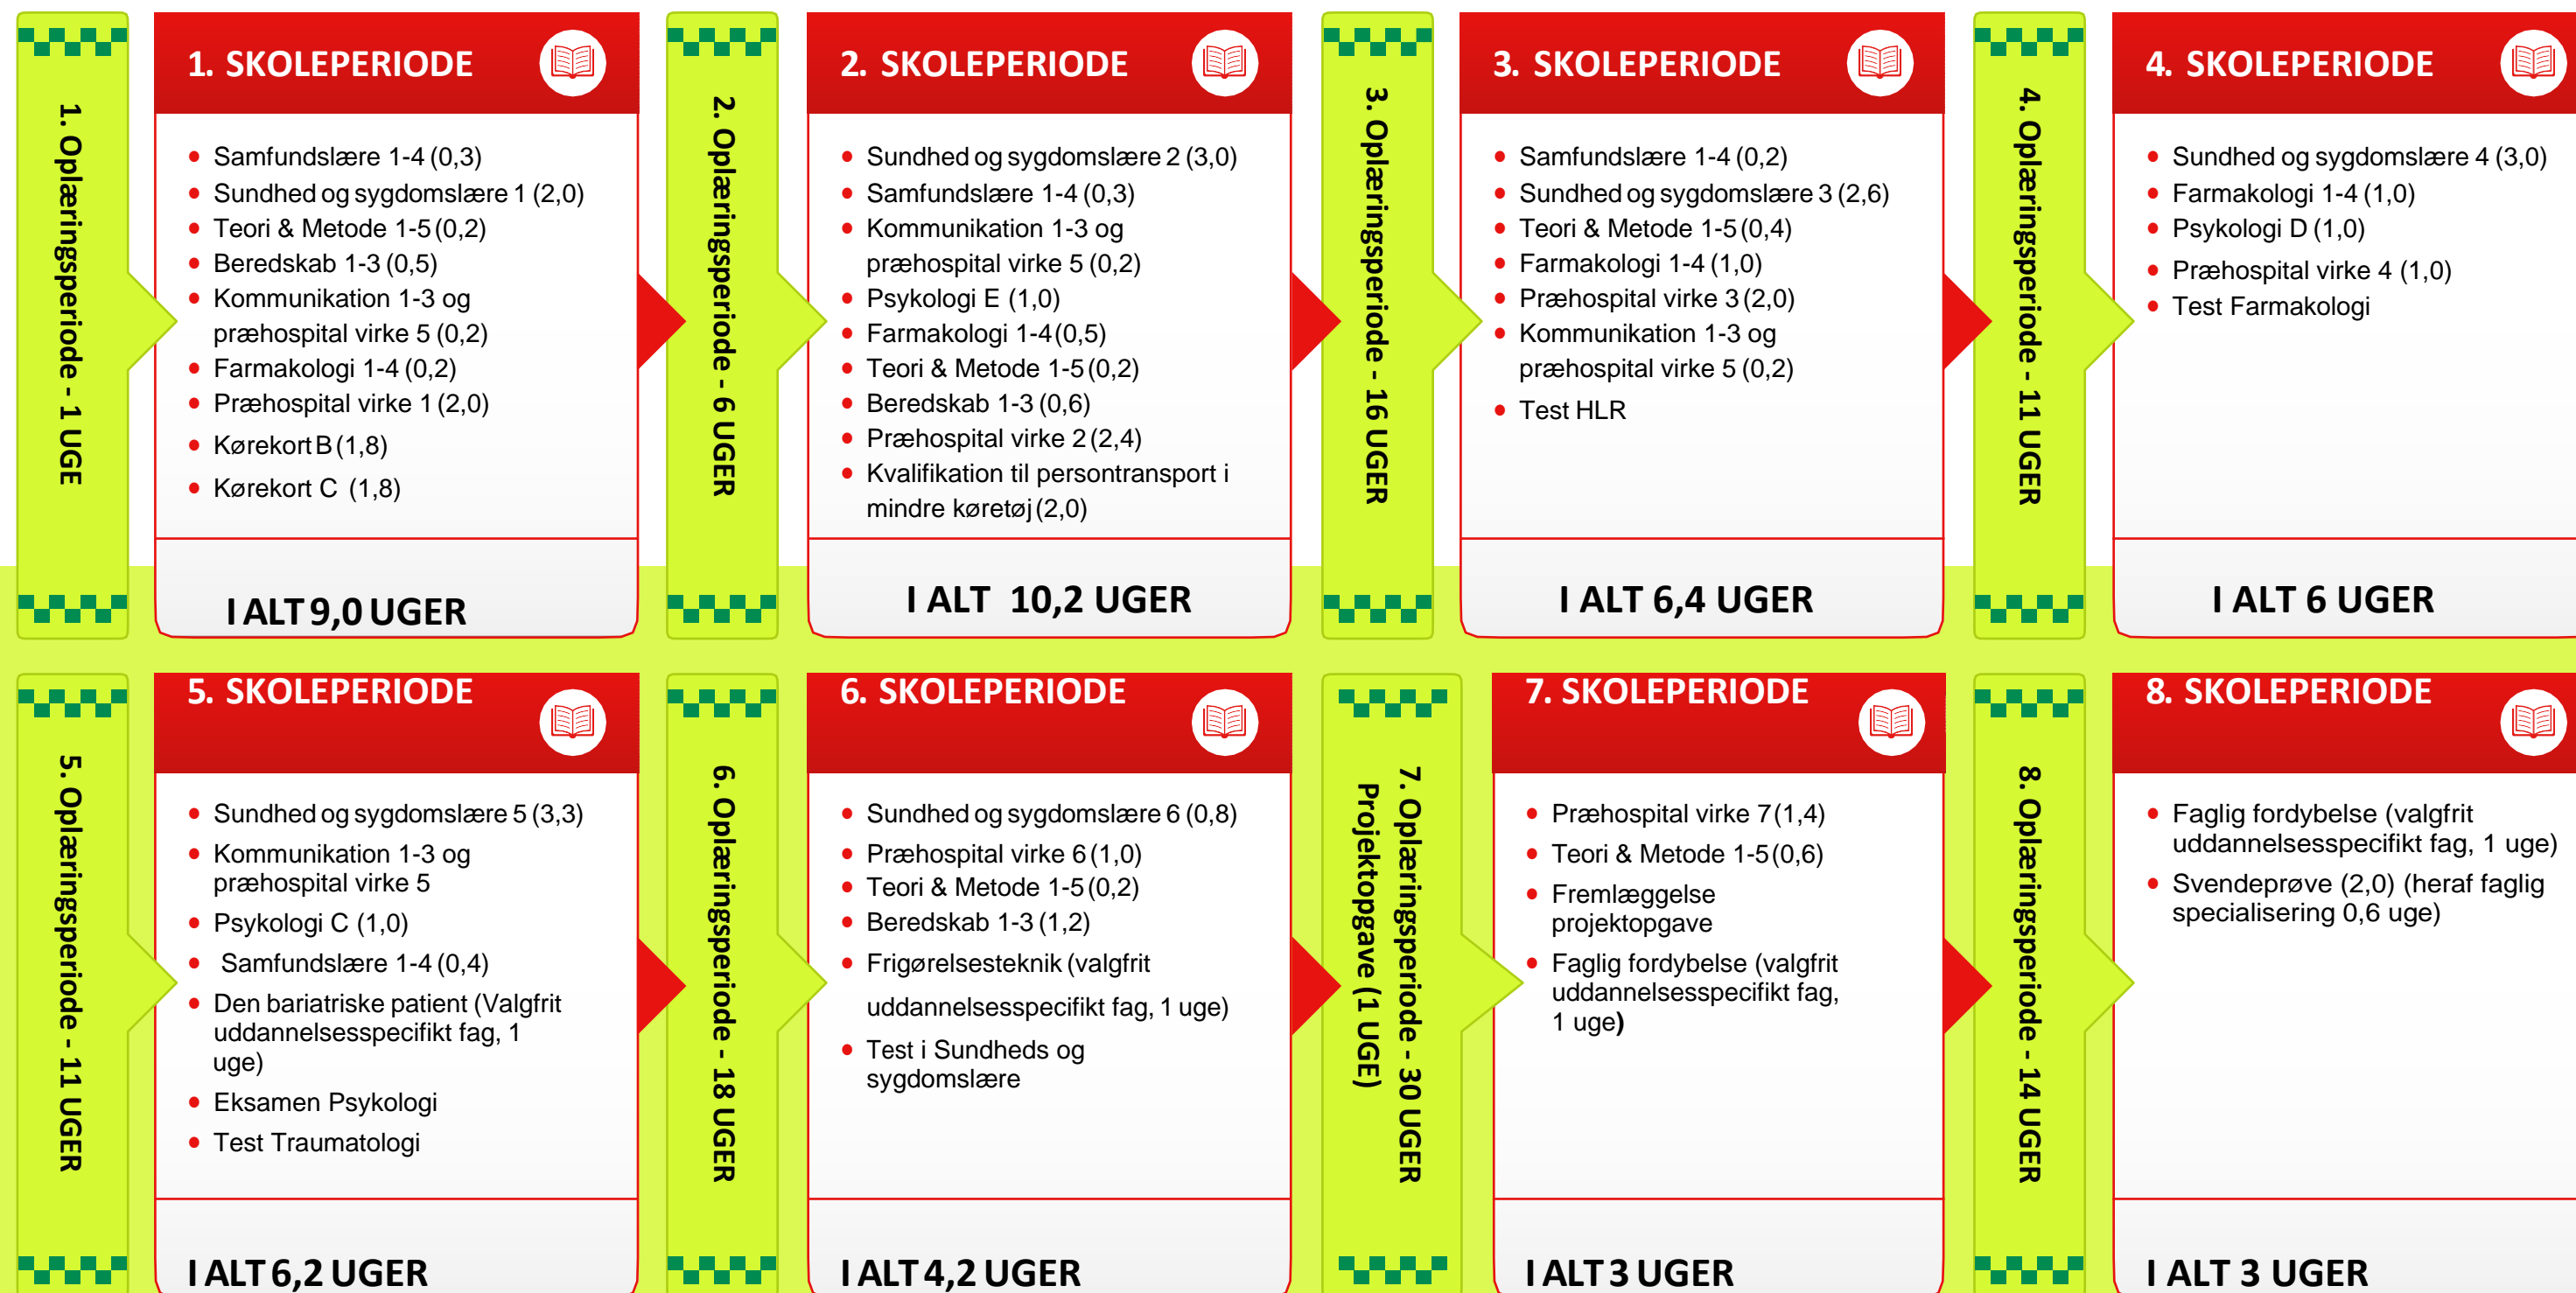 1. Oplæringsperiode - 1 UGE
1. SKOLEPERIODE
• Samfundslære 1-4 (0,3)
• Sundhed og sygdomslære 1 (2,0)
• Teori & Metode 1-5 (0,2)
• Beredskab 1-3 (0,5)
• Kommunikation 1-3 og
præhospital virke 5 (0,2)
• Farmakologi 1-4 (0,2)
• Præhospital virke 1 (2,0)
• Kørekort B (1,8)
• Kørekort C (1,8)
I ALT 9,0 UGER
2. Oplæringsperiode - 6 UGER
2. SKOLEPERIODE
• Sundhed og sygdomslære 2 (3,0)
• Samfundslære 1-4 (0,3)
• Kommunikation 1-3 og
præhospital virke 5 (0,2)
• Psykologi E (1,0)
• Farmakologi 1-4 (0,5)
• Teori & Metode 1-5 (0,2)
• Beredskab 1-3 (0,6)
• Præhospital virke 2 (2,4)
• Kvalifikation til persontransport i
mindre køretøj (2,0)
I ALT 10,2 UGER
3. Oplæringsperiode - 16 UGER
3. SKOLEPERIODE
• Samfundslære 1-4 (0,2)
• Sundhed og sygdomslære 3 (2,6)
• Teori & Metode 1-5 (0,4)
• Farmakologi 1-4 (1,0)
• Præhospital virke 3 (2,0)
• Kommunikation 1-3 og
præhospital virke 5 (0,2)
• Test HLR
I ALT 6,4 UGER
4. Oplæringsperiode - 11 UGER
4. SKOLEPERIODE
• Sundhed og sygdomslære 4 (3,0)
• Farmakologi 1-4 (1,0)
• Psykologi D (1,0)
• Præhospital virke 4 (1,0)
• Test Farmakologi
I ALT 6 UGER
5. Oplæringsperiode - 11 UGER
5. SKOLEPERIODE
• Sundhed og sygdomslære 5 (3,3)
• Kommunikation 1-3 og
præhospital virke 5
• Psykologi C (1,0)
• Samfundslære 1-4 (0,4)
• Den bariatriske patient (Valgfrit
uddannelsesspecifikt fag, 1
uge)
• Eksamen Psykologi
• Test Traumatologi
I ALT 6,2 UGER
6. Oplæringsperiode - 18 UGER
6. SKOLEPERIODE
• Sundhed og sygdomslære 6 (0,8)
• Præhospital virke 6 (1,0)
• Teori & Metode 1-5 (0,2)
• Beredskab 1-3 (1,2)
• Frigørelsesteknik (valgfrit
uddannelsesspecifikt fag, 1 uge)
• Test i Sundheds og
sygdomslære
I ALT 4,2 UGER
7. Oplæringsperiode - 30 UGER
Projektopgave (1 UGE)
7. SKOLEPERIODE
• Præhospital virke 7 (1,4)
• Teori & Metode 1-5 (0,6)
• Fremlæggelse
projektopgave
• Faglig fordybelse (valgfrit
uddannelsesspecifikt fag,
1 uge)
I ALT 3 UGER
8. Oplæringsperiode - 14 UGER
8. SKOLEPERIODE
• Faglig fordybelse (valgfrit
uddannelsesspecifikt fag, 1 uge)
• Svendeprøve (2,0) (heraf faglig
specialisering 0,6 uge)
I ALT 3 UGER